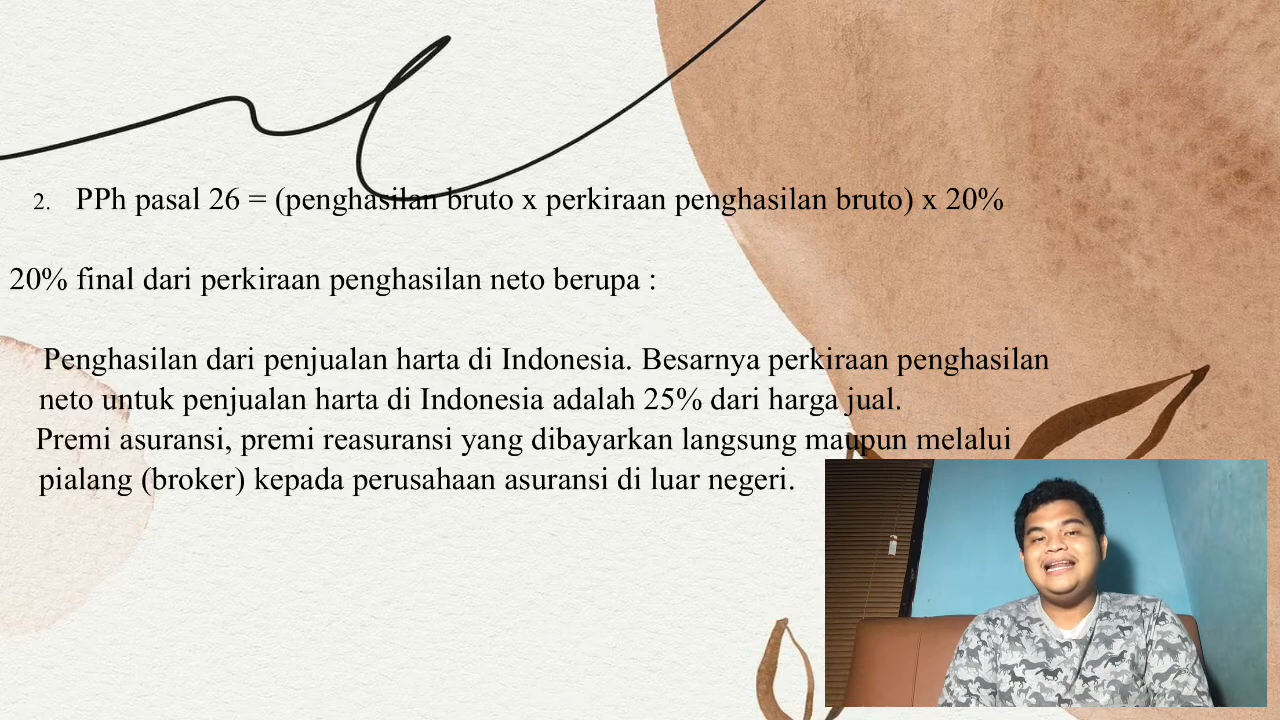 2. PPh pasal 26 = (penghasilan bruto x perkiraan penghasilan bruto) x 20%
20% final dari perkiraan penghasilan neto berupa :
Penghasilan dari penjualan harta di Indonesia. Besarnya perkiraan penghasilan
neto untuk penjualan harta di Indonesia adalah 25% dari harga jual.
Premi asuransi, premi reasuransi yang dibayarkan langsung maupun melalui
pialang (broker) kepada perusahaan asuransi di luar negeri.